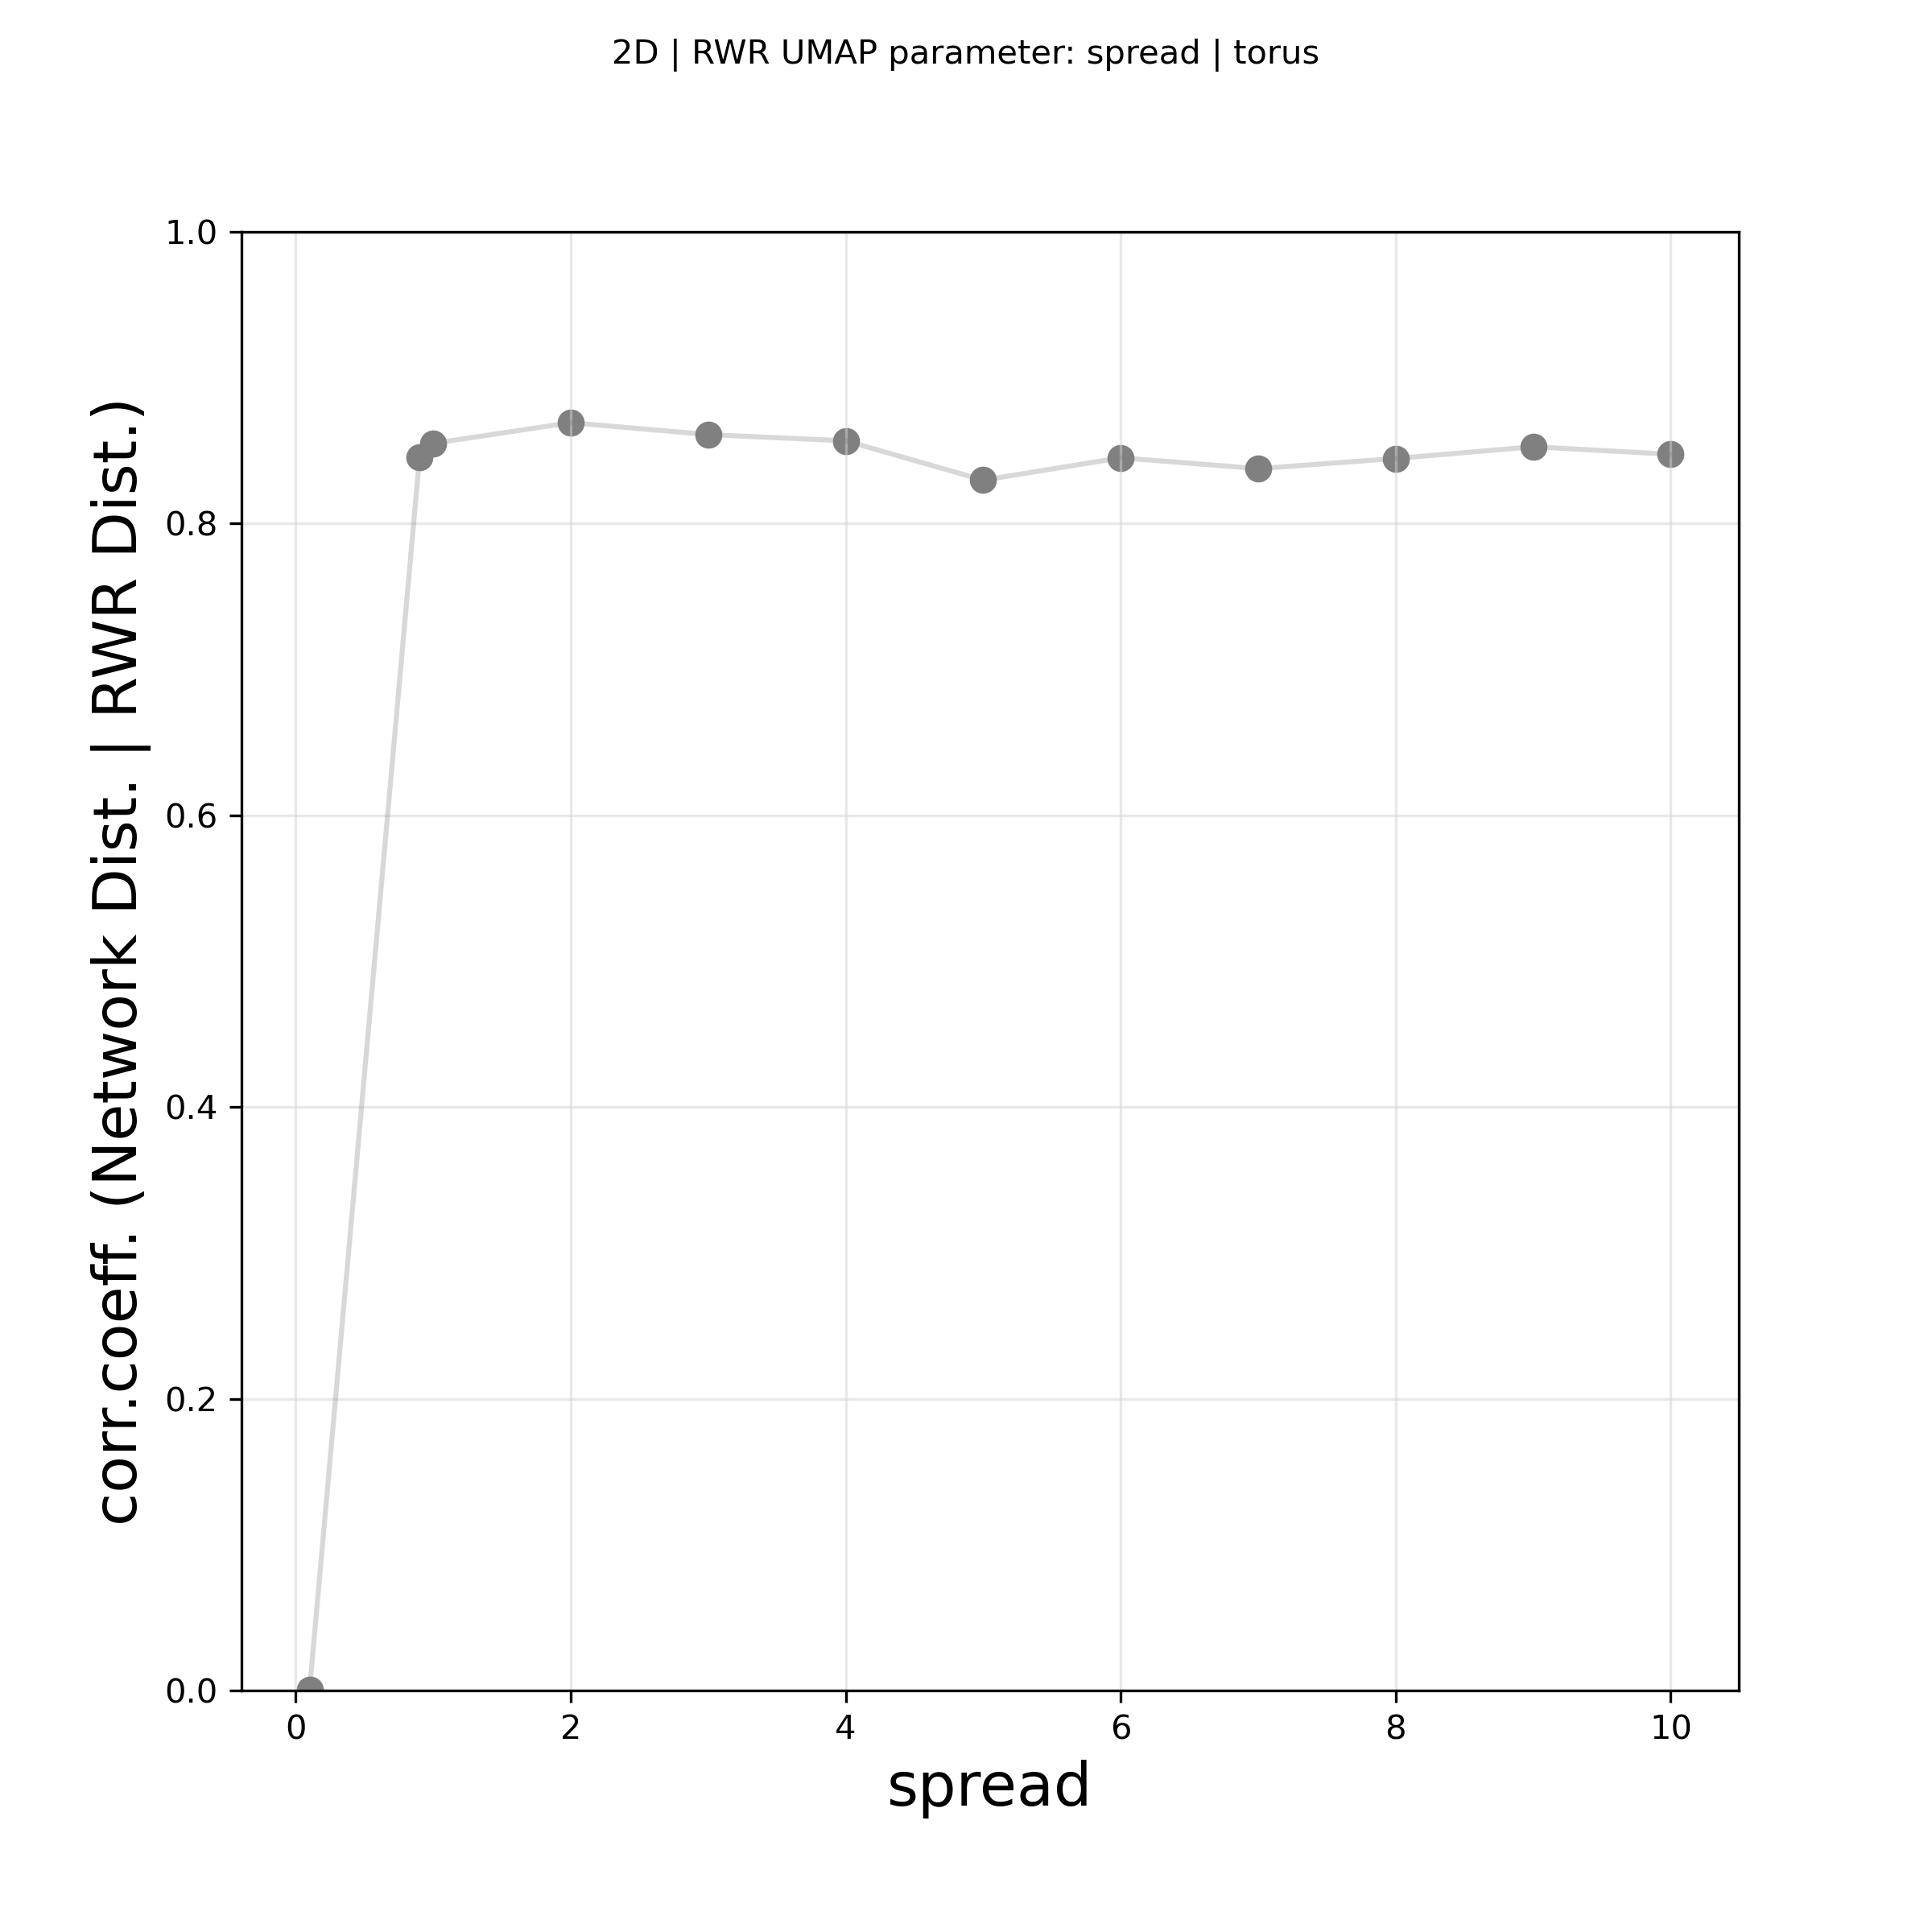 2D | RWR UMAP parameter: spread | torus
corr.coeff. (Network Dist. | RWR Dist.)
1.0
0.8
0.6
0.4
0.2
0.0
0 2 4 6 8 10
spread